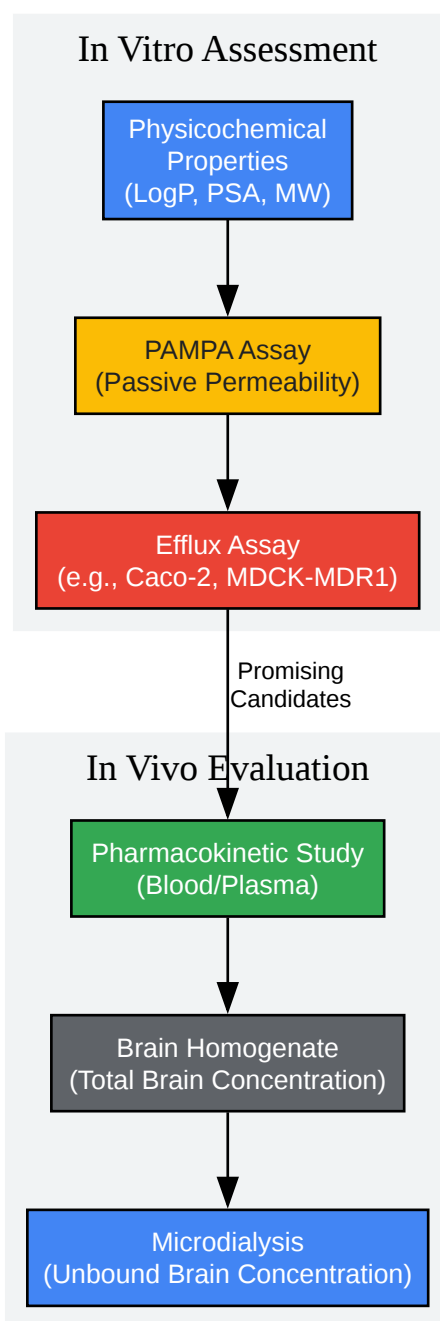 In Vitro Assessment
Physicochemical
Properties
(LogP, PSA, MW)
PAMPA Assay
(Passive Permeability)
Efflux Assay
(e.g., Caco-2, MDCK-MDR1)
Promising
Candidates
In Vivo Evaluation
Pharmacokinetic Study
(Blood/Plasma)
Brain Homogenate
(Total Brain Concentration)
Microdialysis
(Unbound Brain Concentration)